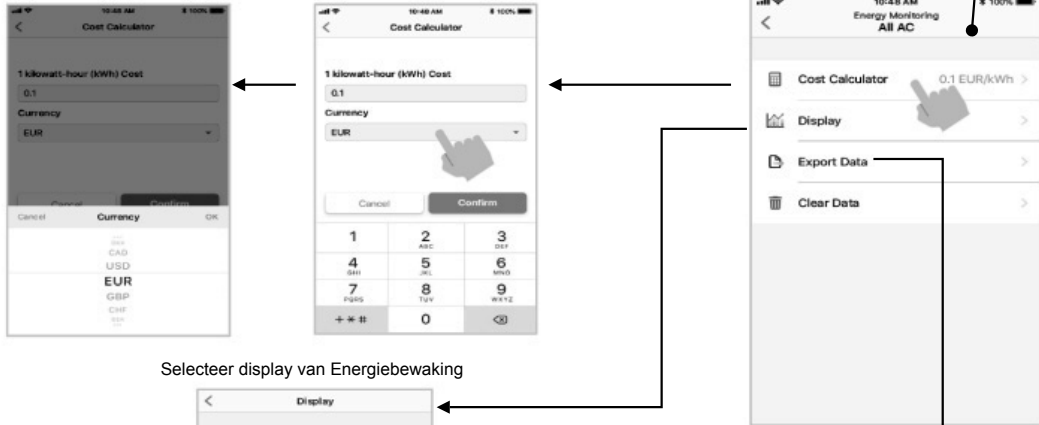 10:48 AM
100%
Cost Calculator
1 kilowatt-hour (kWh) Cost
0.1
Currency
EUR
Cancel
Confirm
Cancel
Currency
OK
CAD
USD
EUR
GBP
CHF
10:48 AM
100%
Cost Calculator
1 kilowatt-hour (kWh) Cost
0.1
Currency
EUR
Cancel
Confirm
1
2 ABC
3 DEF
4 GHI
5 JKL
6 MNO
7 PQRS
8 TUV
9 WXYZ
+ * #
0
10:48 AM
100%
Energy Monitoring
All AC
Cost Calculator
0.1 EUR/kWh
Display
Export Data
Clear Data
Selecteer display van Energiebewaking
Display